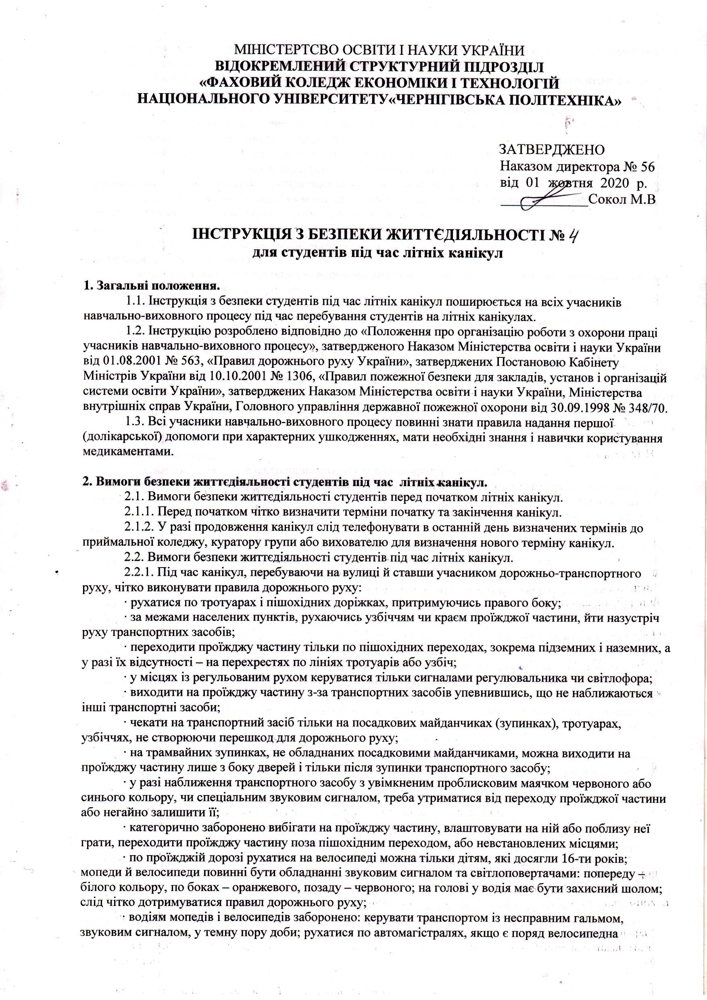 МІНІСТЕРТСВО ОСВІТИ І НАУКИ УКРАЇНИ
ВІДОКРЕМЛЕНИЙ СТРУКТУРНИЙ ПІДРОЗДІЛ
«ФАХОВИЙ КОЛЕДЖ ЕКОНОМІКИ І ТЕХНОЛОГІЙ
НАЦІОНАЛЬНОГО УНІВЕРСИТЕТУ«ЧЕРНІГІВСЬКА ПОЛІТЕХНІКА»
ЗАТВЕРДЖЕНО
Наказом директора № 56
від 01 жовтня 2020 р.
Сокол М.В
ІНСТРУКЦІЯ З БЕЗПЕКИ ЖИТТЄДІЯЛЬНОСТІ № 4
для студентів під час літніх канікул
1. Загальні положення.
1.1. Інструкція з безпеки студентів під час літніх канікул поширюється на всіх учасників
навчально-виховного процесу під час перебування студентів на літніх канікулах.
1.2. Інструкцію розроблено відповідно до «Положення про організацію роботи з охорони праці
учасників навчально-виховного процесу», затвердженого Наказом Міністерства освіти і науки України
від 01.08.2001 № 563, «Правил дорожнього руху України», затверджених Постановою Кабінету
Міністрів України від 10.10.2001 № 1306, «Правил пожежної безпеки для закладів, установ і організацій
системи освіти України», затверджених Наказом Міністерства освіти і науки України, Міністерства
внутрішніх справ України, Головного управління державної пожежної охорони від 30.09.1998 № 348/70.
1.3. Всі учасники навчально-виховного процесу повинні знати правила надання першої
(долікарської) допомоги при характерних ушкодженнях, мати необхідні знання і навички користування
медикаментами.
2. Вимоги безпеки життєдіяльності студентів під час літніх канікул.
2.1. Вимоги безпеки життєдіяльності студентів перед початком літніх канікул.
2.1.1. Перед початком чітко визначити терміни початку та закінчення канікул.
2.1.2. У разі продовження канікул слід телефонувати в останній день визначених термінів до
приймальної коледжу, куратору групи або вихователю для визначення нового терміну канікул.
2.2. Вимоги безпеки життєдіяльності студентів під час літніх канікул.
2.2.1. Під час канікул, перебуваючи на вулиці й ставши учасником дорожньо-транспортного
руху, чітко виконувати правила дорожнього руху:
· рухатися по тротуарах і пішохідних доріжках, притримуючись правого боку;
· за межами населених пунктів, рухаючись узбіччям чи краєм проїжджої частини, йти назустріч
руху транспортних засобів;
· переходити проїжджу частину тільки по пішохідних переходах, зокрема підземних і наземних, а
у разі їх відсутності – на перехрестях по лініях тротуарів або узбіч;
· у місцях із регульованим рухом керуватися тільки сигналами регулювальника чи світлофора;
· виходити на проїжджу частину з-за транспортних засобів упевнившись, що не наближаються
інші транспортні засоби;
· чекати на транспортний засіб тільки на посадкових майданчиках (зупинках), тротуарах,
узбіччях, не створюючи перешкод для дорожнього руху;
· на трамвайних зупинках, не обладнаних посадковими майданчиками, можна виходити на
проїжджу частину лише з боку дверей і тільки після зупинки транспортного засобу;
· у разі наближення транспортного засобу з увімкненим проблисковим маячком червоного або
синього кольору, чи спеціальним звуковим сигналом, треба утриматися від переходу проїжджої частини
або негайно залишити її;
· категорично заборонено вибігати на проїжджу частину, влаштовувати на ній або поблизу неї
грати, переходити проїжджу частину поза пішохідним переходом, або невстановлених місцями;
· по проїжджій дорозі рухатися на велосипеді можна тільки дітям, які досягли 16-ти років;
мопеди й велосипеди повинні бути обладнанні звуковим сигналом та світлоповертачами: попереду –
білого кольору, по боках – оранжевого, позаду – червоного; на голові у водія має бути захисний шолом;
слід чітко дотримуватися правил дорожнього руху;
· водіям мопедів і велосипедів заборонено: керувати транспортом із несправним гальмом,
звуковим сигналом, у темну пору доби; рухатися по автомагістралях, якщо є поряд велосипедна